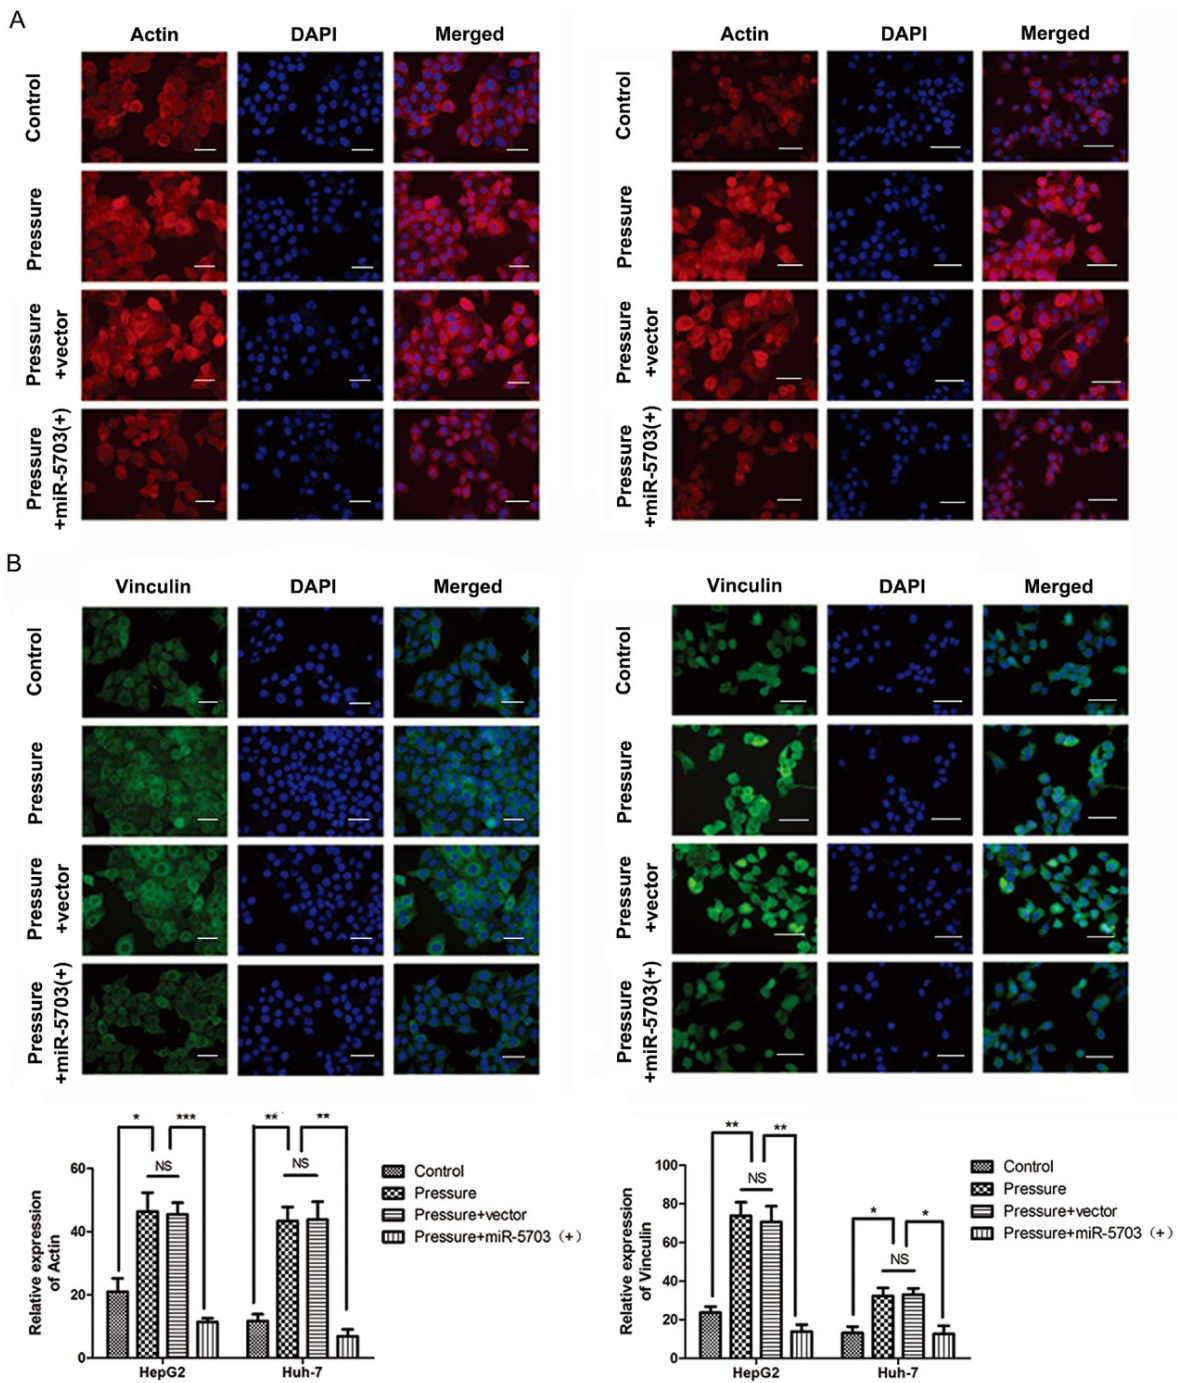 A
Actin DAPI Merged Actin DAPI Merged
Control Control
Pressure Pressure
Pressure
+vector
Pressure
+vector
Pressure
+miR-5703(+)
Pressure
+miR-5703(+)
B
Vinculin DAPI Merged Vinculin DAPI Merged
Control Control
Pressure Pressure
Pressure
+vector
Pressure
+vector
Pressure
+miR-5703(+)
Pressure
+miR-5703(+)
Relative expression
of Actin
60
40
20
0
* *** ** **
NS NS
HepG2 Huh-7
Control
Pressure
Pressure+vector
Pressure+miR-5703（+）
Relative expression
of Vinculin
100
80
60
40
20
0
** ** * *
NS NS
HepG2 Huh-7
Control
Pressure
Pressure+vector
Pressure+miR-5703（+）